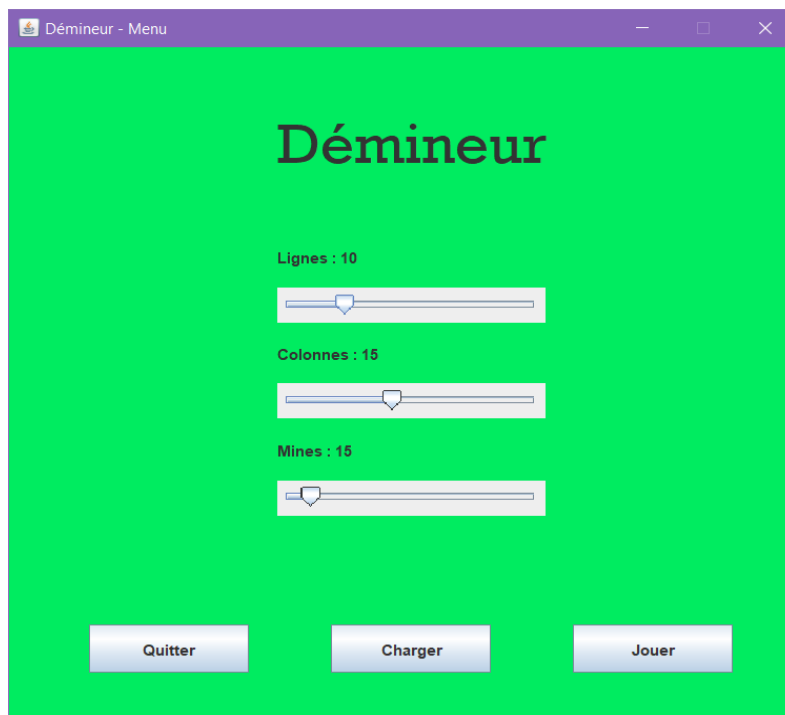 Démineur - Menu
Démineur
Lignes : 10
Colonnes : 15
Mines : 15
Quitter
Charger
Jouer